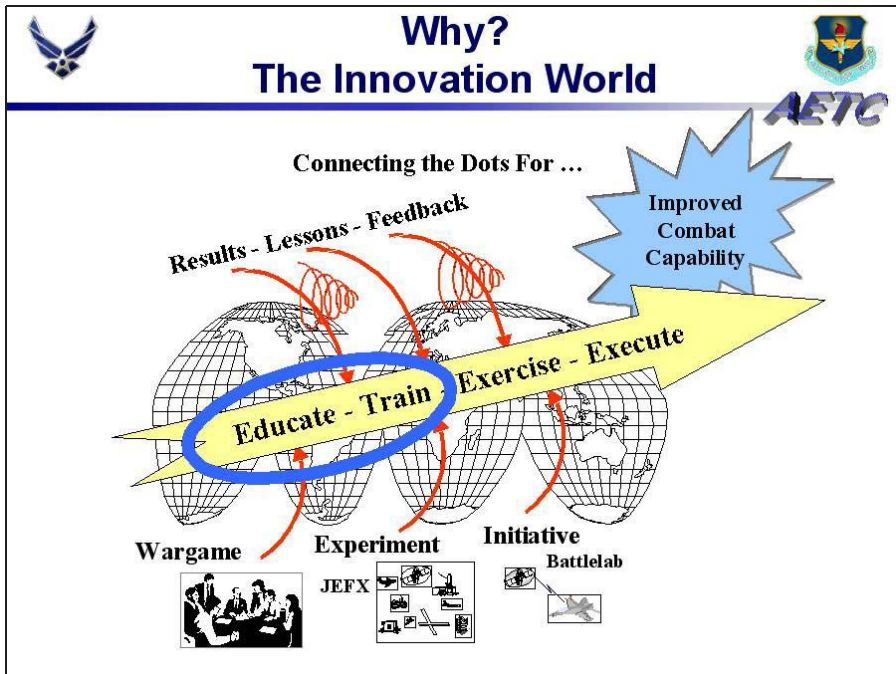 Why?
The Innovation World
AETC
Connecting the Dots For ...
Results - Lessons - Feedback
Improved
Combat
Capability
Educate - Train - Exercise - Execute
Wargame
Experiment
Initiative
JEFX
Battlelab